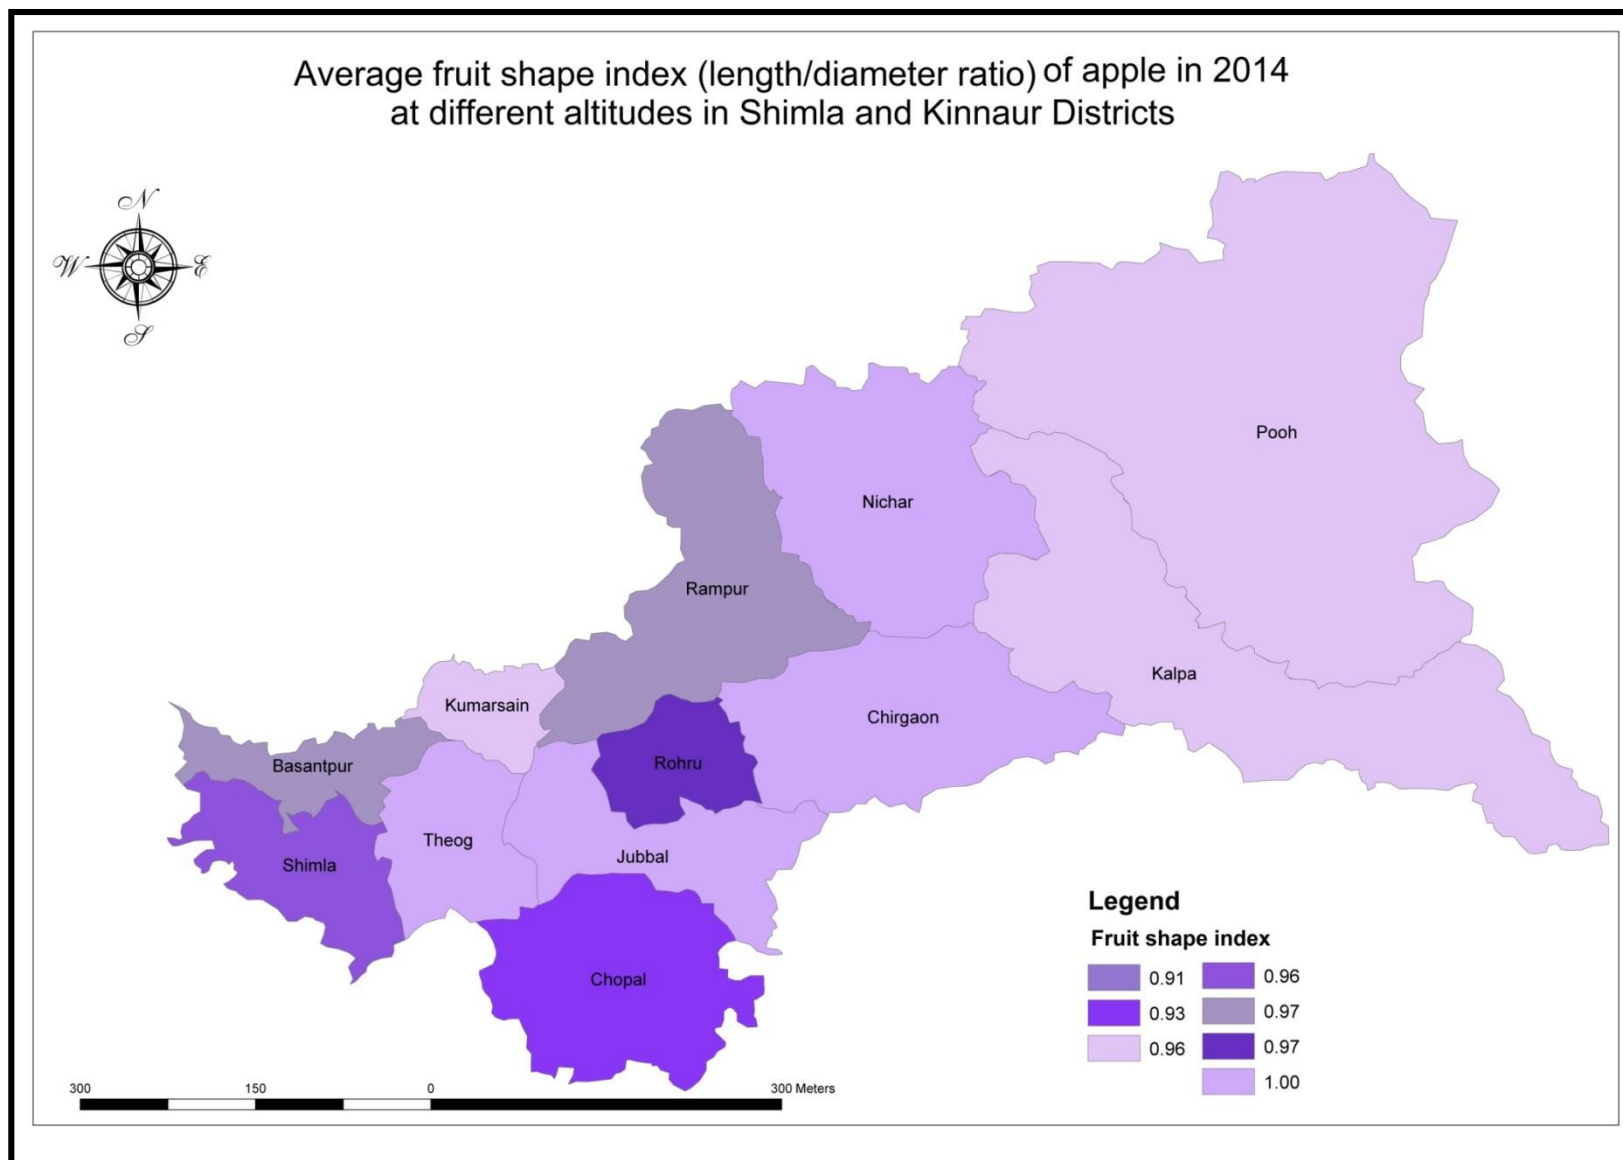 Average fruit shape index (length/diameter ratio) of apple in 2014
at different altitudes in Shimla and Kinnaur Districts
N
W E
S
Pooh
Nichar
Rampur
Kalpa
Kumarsain
Chirgaon
Basantpur
Rohru
Theog
Jubbal
Shimla
Chopal
Legend
Fruit shape index
0.91 0.96
0.93 0.97
0.96 0.97
1.00
300 150 0 300 Meters